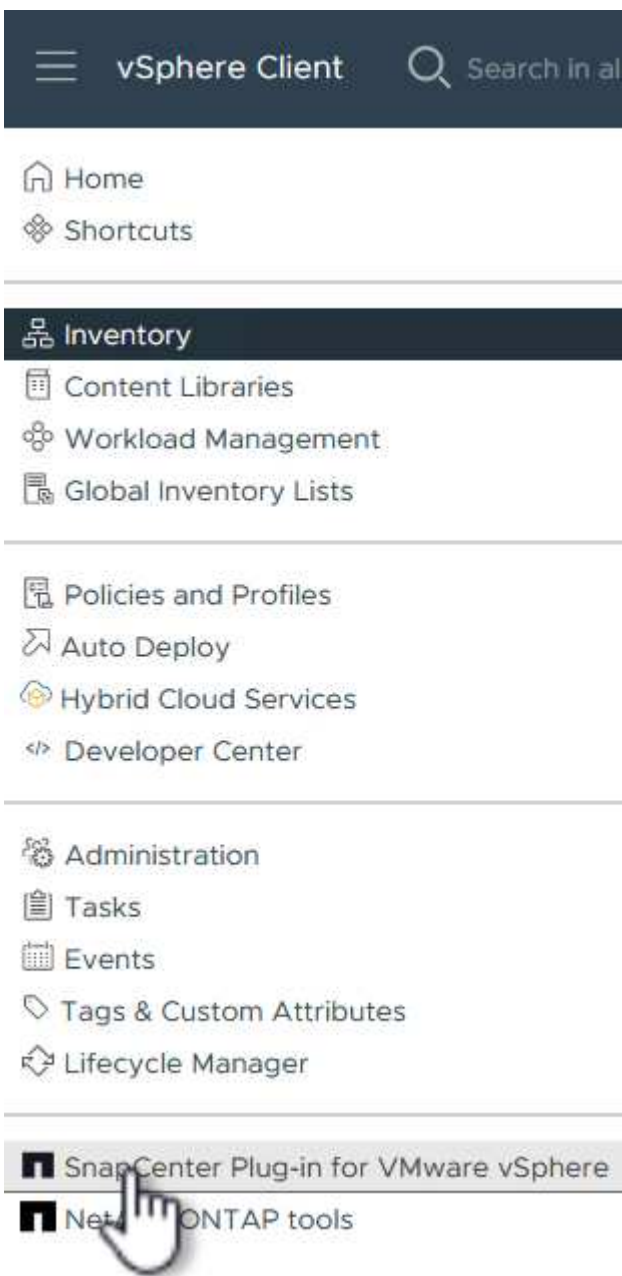 vSphere Client Search in al
Home
Shortcuts
Inventory
Content Libraries
Workload Management
Global Inventory Lists
Policies and Profiles
Auto Deploy
Hybrid Cloud Services
Developer Center
Administration
Tasks
Events
Tags & Custom Attributes
Lifecycle Manager
SnapCenter Plug-in for VMware vSphere
ONTAP tools